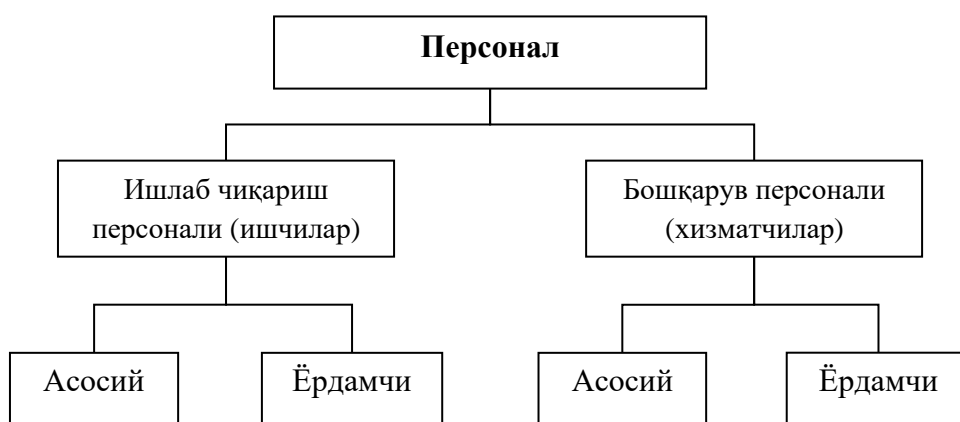 Персонал
Ишлаб чиқариш
персонали (ишчилар)
Бошқарув персонали
(хизматчилар)
Асосий
Ёрдамчи
Асосий
Ёрдамчи